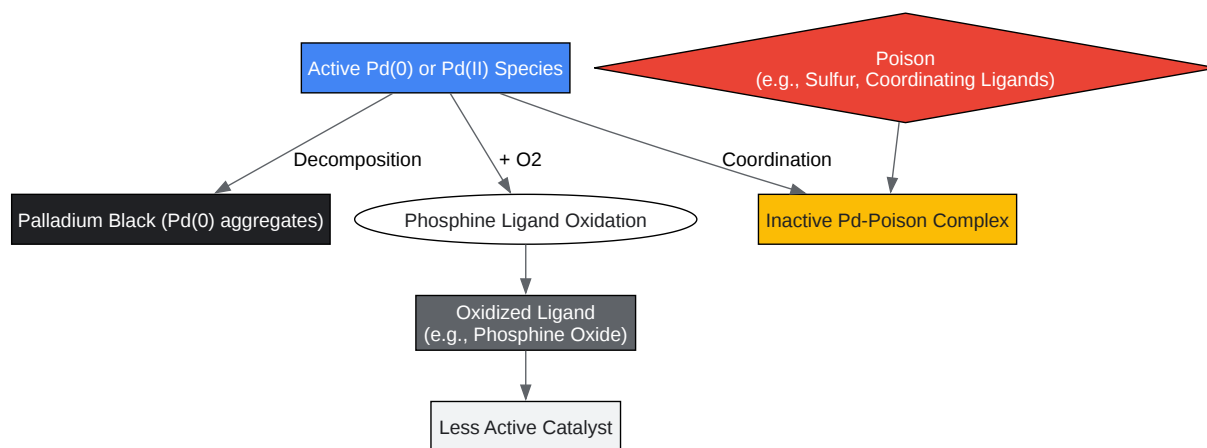 Active Pd(0) or Pd(II) Species
Poison
(e.g., Sulfur, Coordinating Ligands)
Decomposition
+ O2
Coordination
Palladium Black (Pd(0) aggregates)
Phosphine Ligand Oxidation
Inactive Pd-Poison Complex
Oxidized Ligand
(e.g., Phosphine Oxide)
Less Active Catalyst